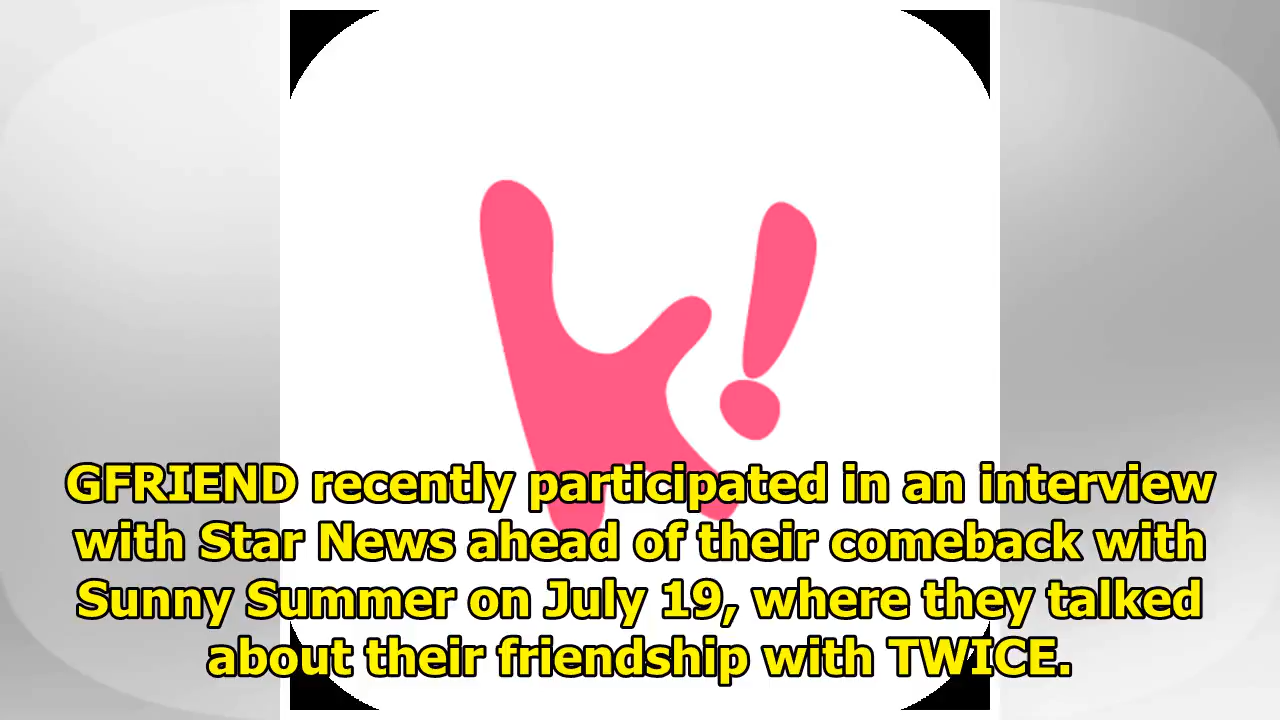 K!
GFRIEND recently participated in an interview
with Star News ahead of their comeback with
Sunny Summer on July 19, where they talked
about their friendship with TWICE.